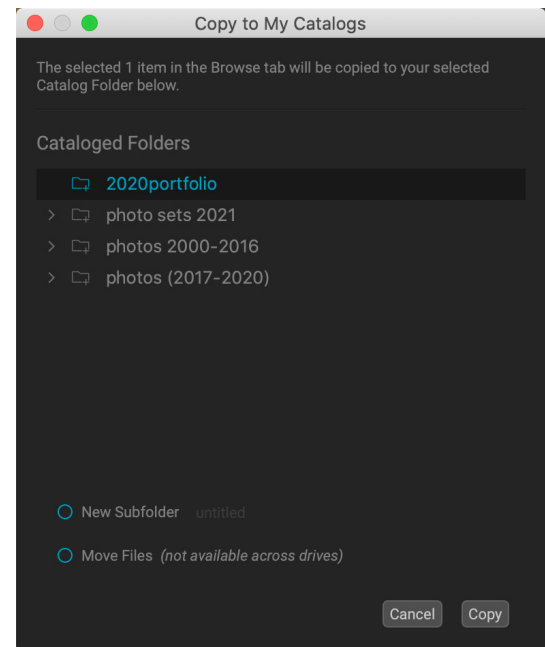 Copy to My Catalogs
The selected 1 item in the Browse tab will be copied to your selected
Catalog Folder below.
Cataloged Folders
2020portfolio
photo sets 2021
photos 2000-2016
photos (2017-2020)
New Subfolder untitled
Move Files (not available across drives)
Cancel Copy